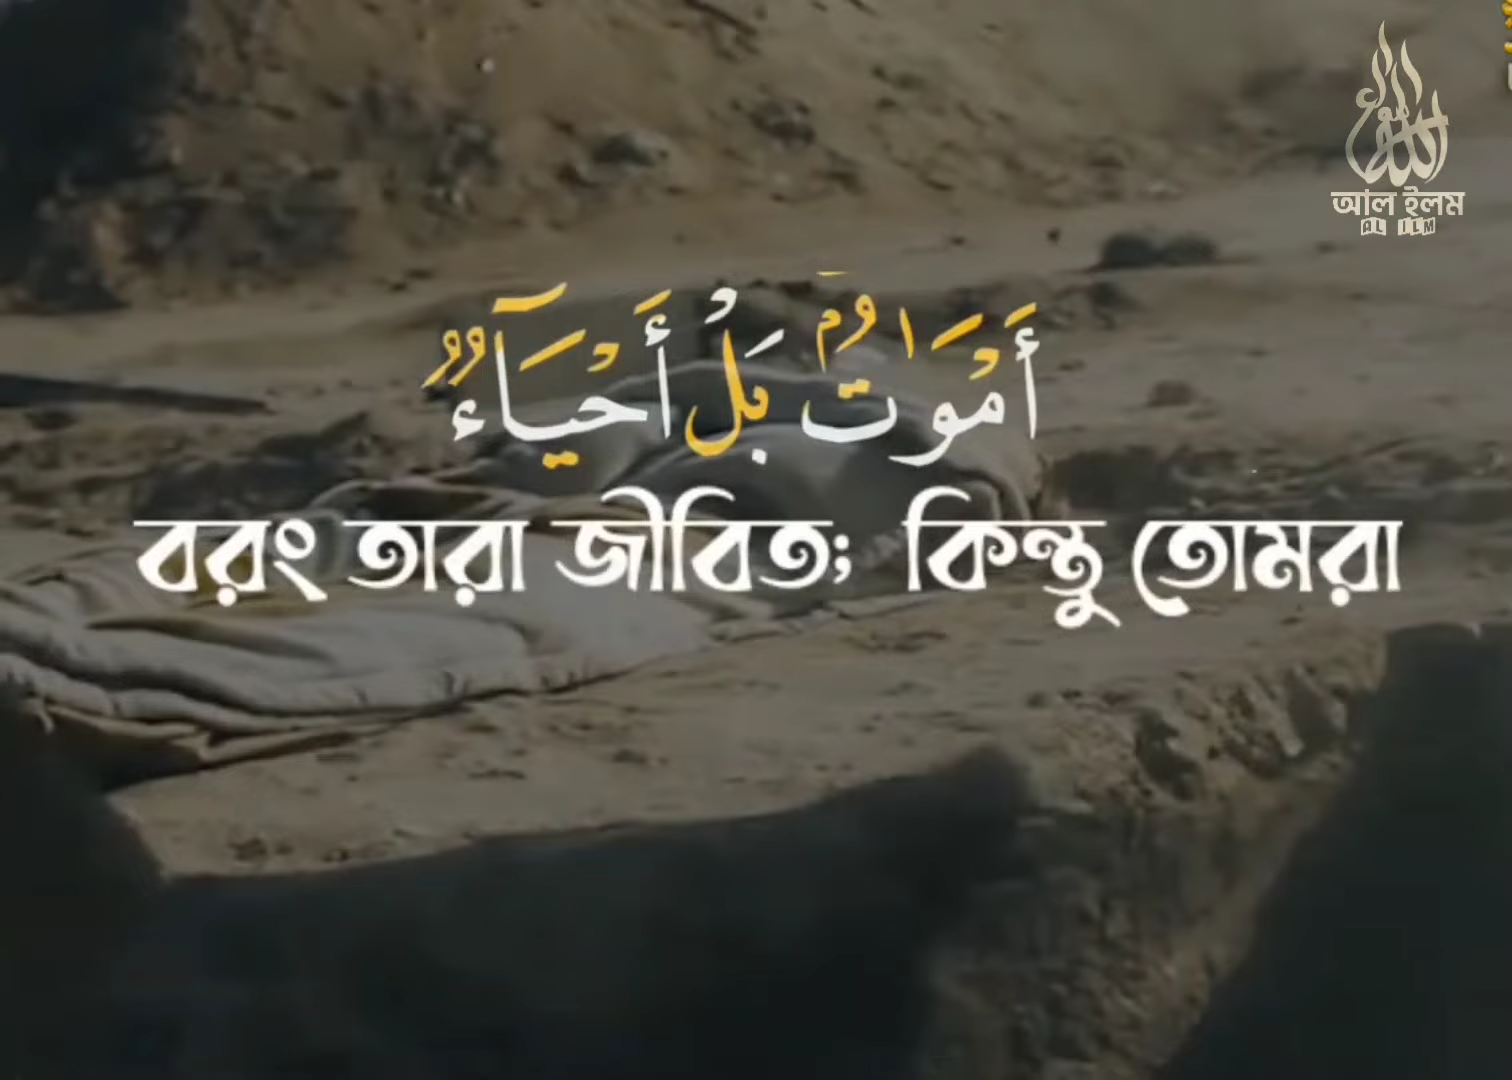 আল ইলম
AL ILM
أَمْوَٰتٌۢ بَلْ أَحْيَآءٌ
বরং তারা জীবিত; কিন্তু তোমরা